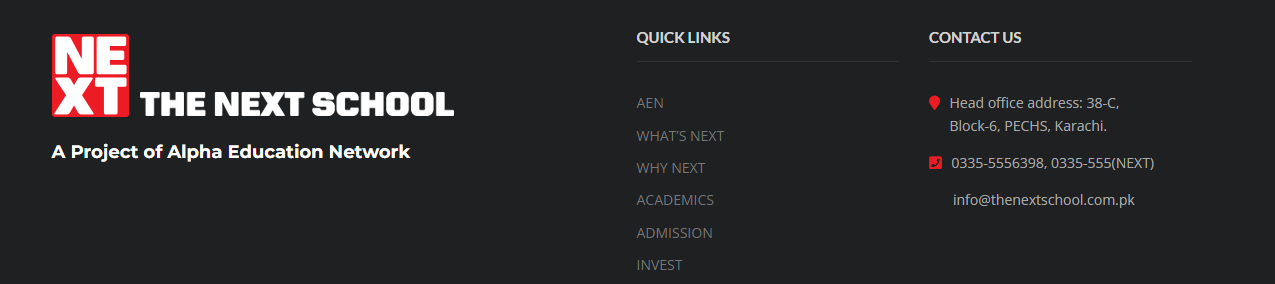 NE
XT
THE NEXT SCHOOL
A Project of Alpha Education Network
QUICK LINKS
AEN
WHAT'S NEXT
WHY NEXT
ACADEMICS
ADMISSION
INVEST
CONTACT US
Head office address: 38-C,
Block-6, PECHS, Karachi.
0335-5556398, 0335-555(NEXT)
info@thenextschool.com.pk